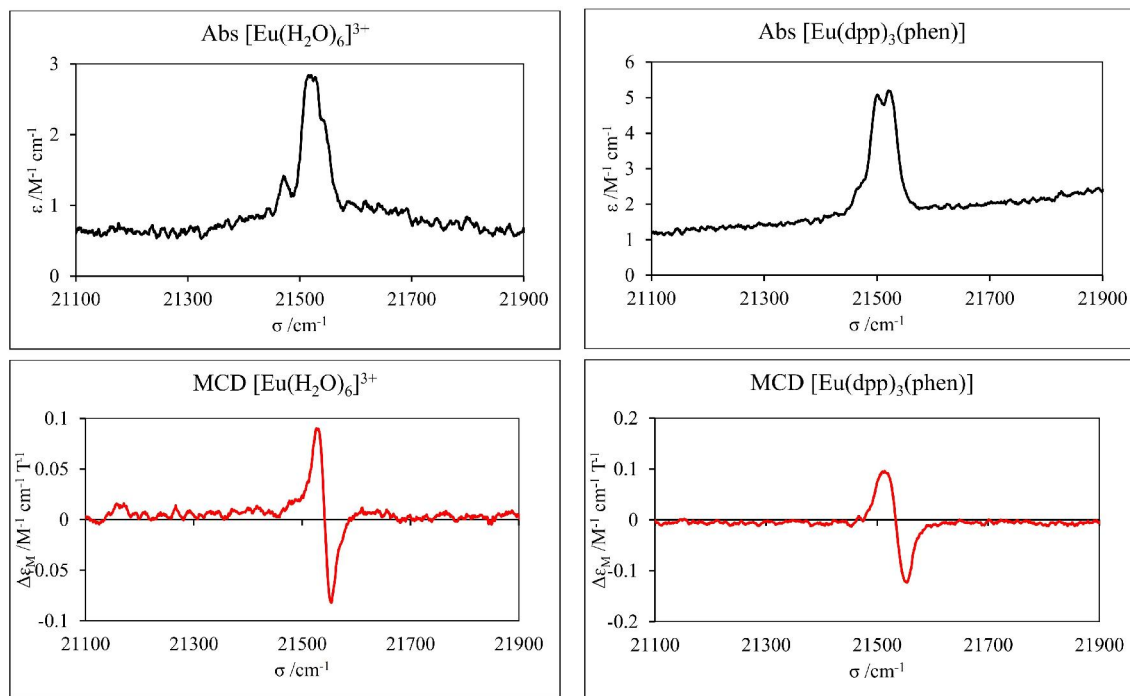 Abs [Eu(H₂O)₆]³⁺
3
2
1
0
ε /M⁻¹ cm⁻¹
21100 21300 21500 21700 21900
σ /cm⁻¹
Abs [Eu(dpp)₃(phen)]
6
5
4
3
2
1
0
ε /M⁻¹ cm⁻¹
21100 21300 21500 21700 21900
σ /cm⁻¹
MCD [Eu(H₂O)₆]³⁺
0.1
0.05
0
-0.05
-0.1
Δε_M /M⁻¹ cm⁻¹ T⁻¹
21100 21300 21500 21700 21900
σ /cm⁻¹
MCD [Eu(dpp)₃(phen)]
0.2
0.1
0
-0.1
-0.2
Δε_M /M⁻¹ cm⁻¹ T⁻¹
21100 21300 21500 21700 21900
σ /cm⁻¹